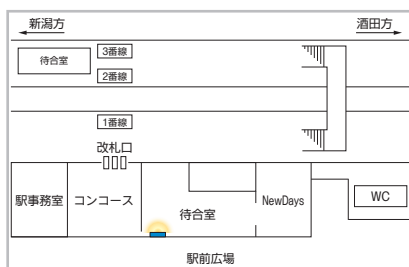 新潟方
酒田方
待合室
3番線
2番線
1番線
改札口
駅事務室
コンコース
待合室
NewDays
WC
駅前広場